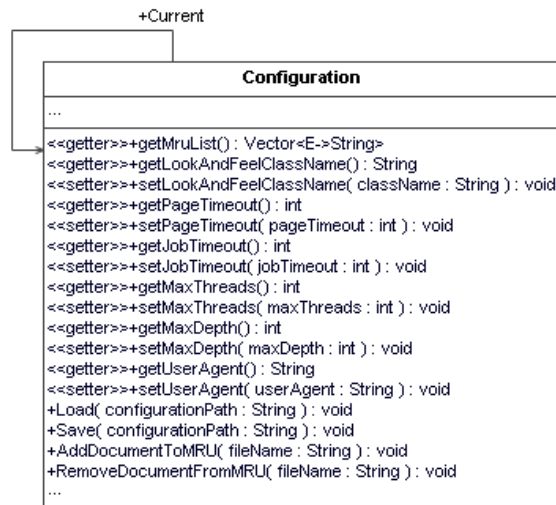 +Current
Configuration
...
<<getter>>+getMruList() : Vector<E->String>
<<getter>>+getLookAndFeelClassName() : String
<<setter>>+setLookAndFeelClassName( className : String ) : void
<<getter>>+getPageTimeout() : int
<<setter>>+setPageTimeout( pageTimeout : int ) : void
<<getter>>+getJobTimeout() : int
<<setter>>+setJobTimeout( jobTimeout : int ) : void
<<getter>>+getMaxThreads() : int
<<setter>>+setMaxThreads( maxThreads : int ) : void
<<getter>>+getMaxDepth() : int
<<setter>>+setMaxDepth( maxDepth : int ) : void
<<getter>>+getUserAgent() : String
<<setter>>+setUserAgent( userAgent : String ) : void
+Load( configurationPath : String ) : void
+Save( configurationPath : String ) : void
+AddDocumentToMRU( fileName : String ) : void
+RemoveDocumentFromMRU( fileName : String ) : void
...